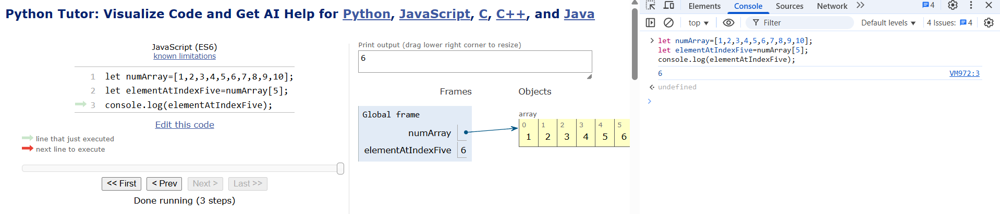 Python Tutor: Visualize Code and Get AI Help for Python, JavaScript, C, C++, and Java
JavaScript (ES6)
known limitations
1 let numArray=[1,2,3,4,5,6,7,8,9,10];
2 let elementAtIndexFive=numArray[5];
3 console.log(elementAtIndexFive);
Edit this code
line that just executed
next line to execute
<< First < Prev Next > Last >>
Done running (3 steps)
Print output (drag lower right corner to resize)
6
Frames Objects
Global frame
numArray
elementAtIndexFive 6
array
0 1 2 3 4 5
1 2 3 4 5 6
Elements Console Sources Network 4
top Filter Default levels 4 Issues: 4
let numArray=[1,2,3,4,5,6,7,8,9,10];
let elementAtIndexFive=numArray[5];
console.log(elementAtIndexFive);
6 VM972:3
undefined